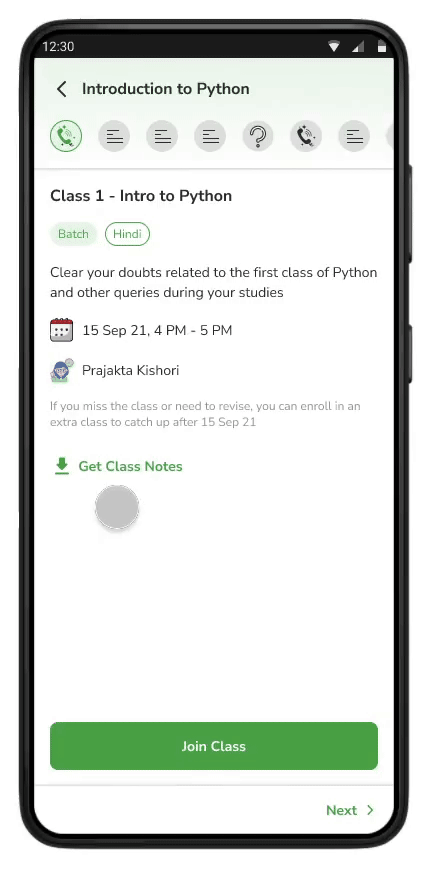 12:30
Introduction to Python
Class 1 - Intro to Python
Batch
Hindi
Clear your doubts related to the first class of Python
and other queries during your studies
15 Sep 21, 4 PM - 5 PM
Prajakta Kishori
If you miss the class or need to revise, you can enroll in an
extra class to catch up after 15 Sep 21
Get Class Notes
Join Class
Next